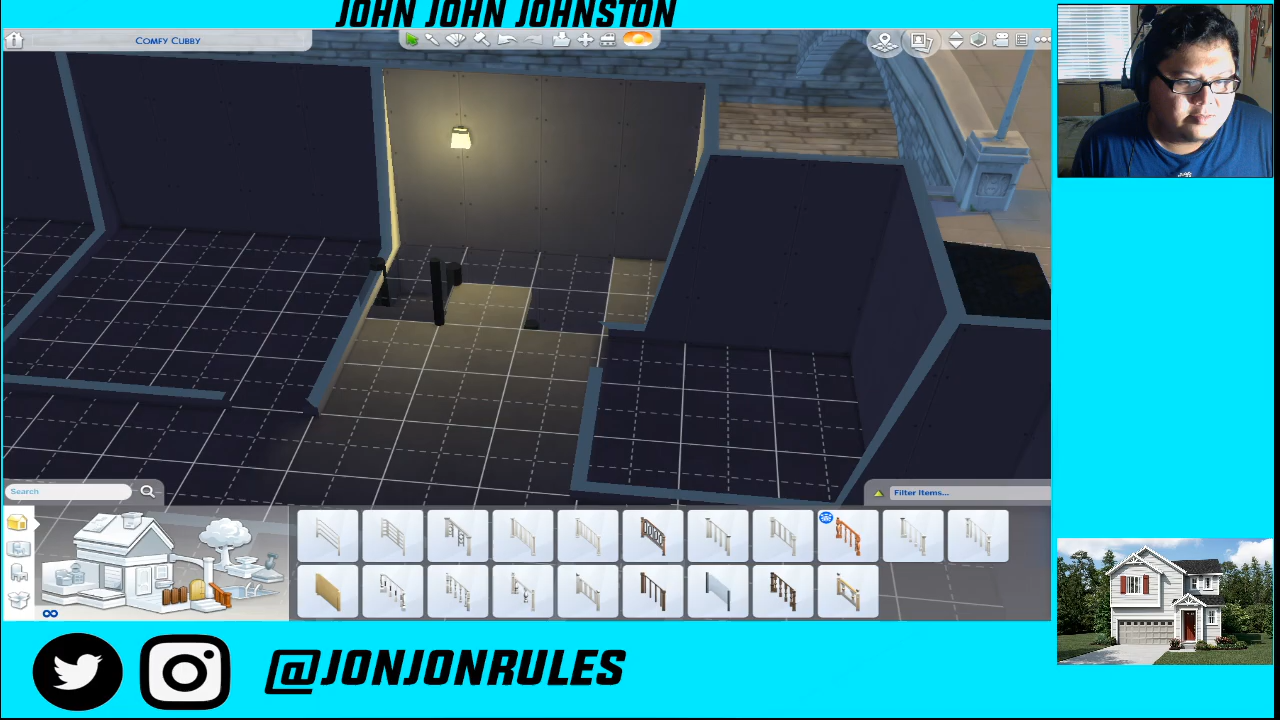 JOHN JOHN JOHNSTON
COMFY CUBBY
Search
Filter Items...
@JONJONRULES